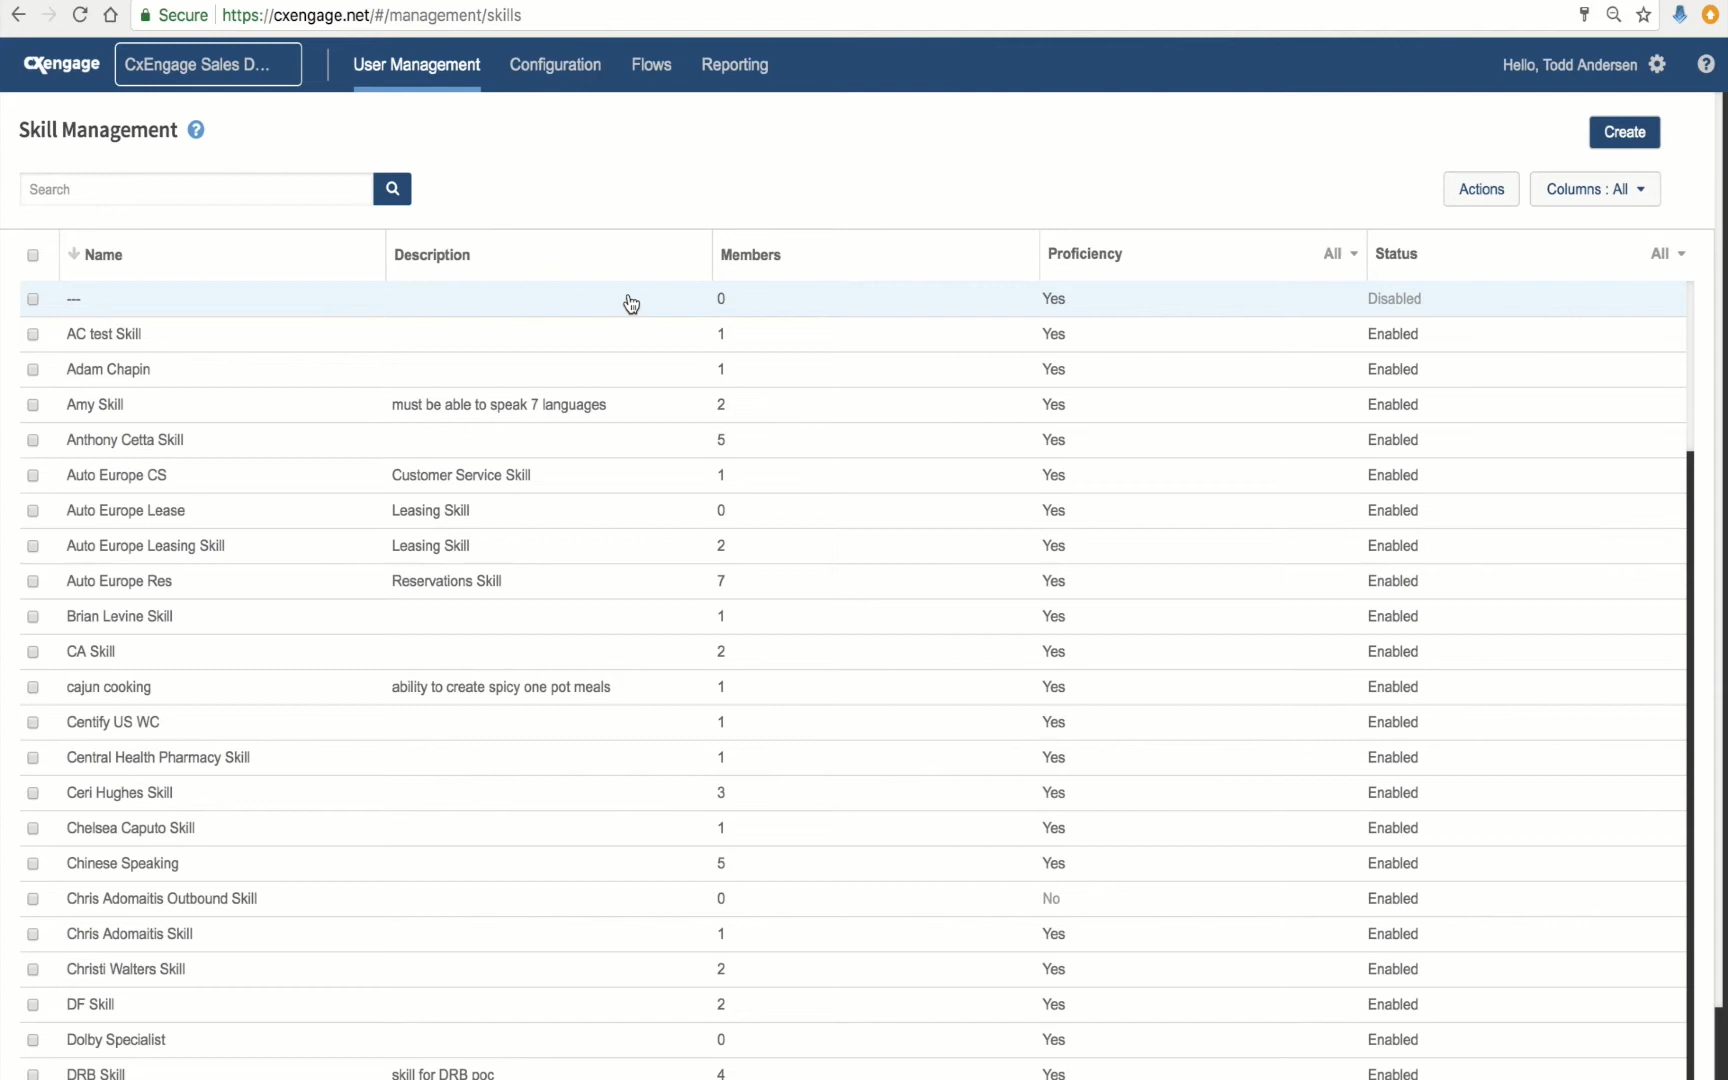 Secure https://cxengage.net/#/management/skills
CXengage CxEngage Sales D... User Management Configuration Flows Reporting Hello, Todd Andersen ?
Skill Management ? Create
Search Actions Columns : All
Name Description Members Proficiency All Status All
--- 0 Yes Disabled
AC test Skill 1 Yes Enabled
Adam Chapin 1 Yes Enabled
Amy Skill must be able to speak 7 languages 2 Yes Enabled
Anthony Cetta Skill 5 Yes Enabled
Auto Europe CS Customer Service Skill 1 Yes Enabled
Auto Europe Lease Leasing Skill 0 Yes Enabled
Auto Europe Leasing Skill Leasing Skill 2 Yes Enabled
Auto Europe Res Reservations Skill 7 Yes Enabled
Brian Levine Skill 1 Yes Enabled
CA Skill 2 Yes Enabled
cajun cooking ability to create spicy one pot meals 1 Yes Enabled
Centify US WC 1 Yes Enabled
Central Health Pharmacy Skill 1 Yes Enabled
Ceri Hughes Skill 3 Yes Enabled
Chelsea Caputo Skill 1 Yes Enabled
Chinese Speaking 5 Yes Enabled
Chris Adomaitis Outbound Skill 0 No Enabled
Chris Adomaitis Skill 1 Yes Enabled
Christi Walters Skill 2 Yes Enabled
DF Skill 2 Yes Enabled
Dolby Specialist 0 Yes Enabled
DRB Skill skill for DRB poc 4 Yes Enabled